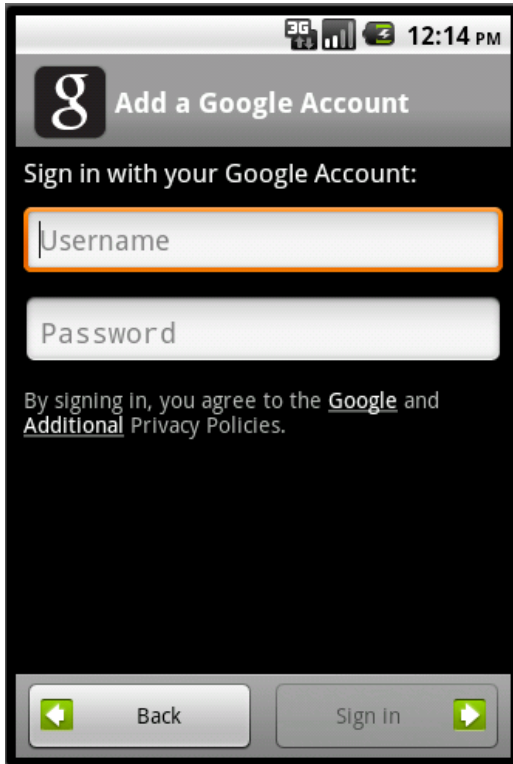 3G 12:14 PM
g Add a Google Account
Sign in with your Google Account:
Username
Password
By signing in, you agree to the Google and
Additional Privacy Policies.
Back Sign in